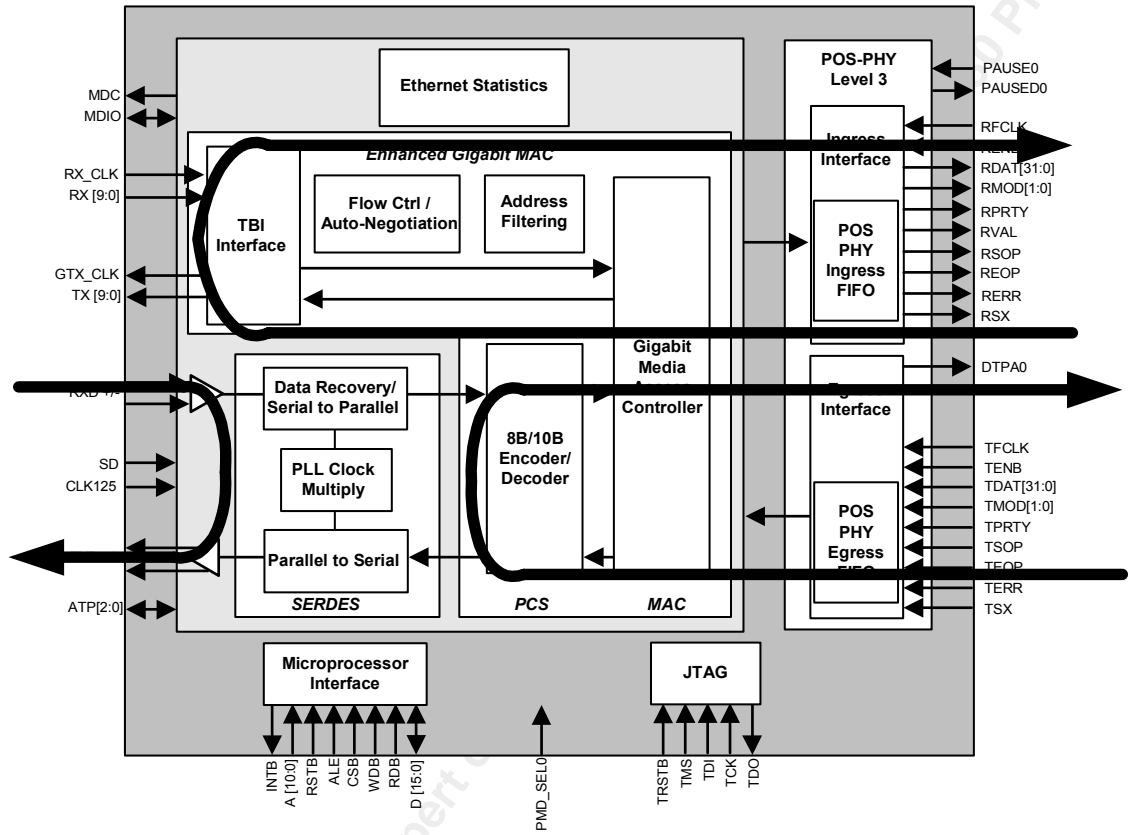 Ethernet Statistics
POS-PHY
Level 3
PAUSE0
PAUSED0
MDC
MDIO
RX_CLK
RX [9:0]
GTX_CLK
TX [9:0]
Enhanced Gigabit MAC
TBI
Interface
Flow Ctrl /
Auto-Negotiation
Address
Filtering
Gigabit
Media
Controller
Ingress
Interface
POS
PHY
Ingress
FIFO
RFCLK
RENB
RDAT[31:0]
RMOD[1:0]
RPRTY
RVAL
RSOP
REOP
RERR
RSX
DTPA0
SD
CLK125
ATP[2:0]
Data Recovery/
Serial to Parallel
PLL Clock
Multiply
Parallel to Serial
SERDES
8B/10B
Encoder/
Decoder
PCS
MAC
Interface
POS
PHY
Egress
FIFO
TFCLK
TENB
TDAT[31:0]
TMOD[1:0]
TPRTY
TSOP
TEOP
TERR
TSX
Microprocessor
Interface
JTAG
INTB
A [10:0]
RSTB
ALE
CSB
WDB
RDB
D [15:0]
PMD_SEL0
TRSTB
TMS
TDI
TCK
TDO